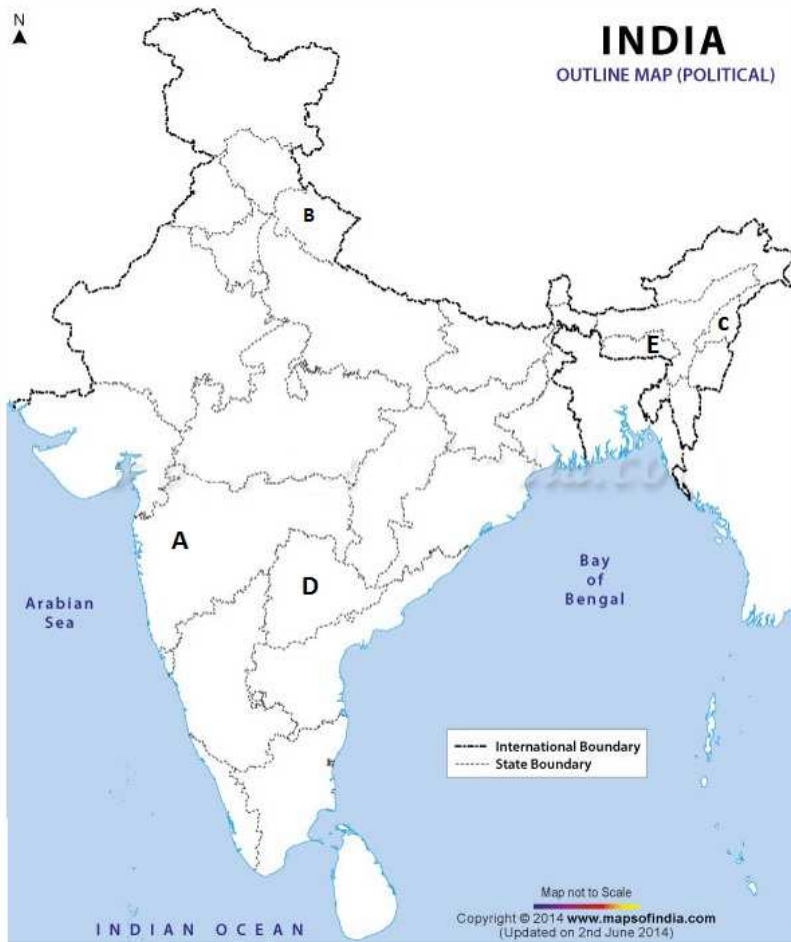 N
INDIA
OUTLINE MAP (POLITICAL)
B
C
E
A
D
Arabian
Sea
Bay
of
Bengal
International Boundary
State Boundary
Map not to Scale
Copyright © 2014 www.mapsofindia.com
(Updated on 2nd June 2014)
INDIAN OCEAN